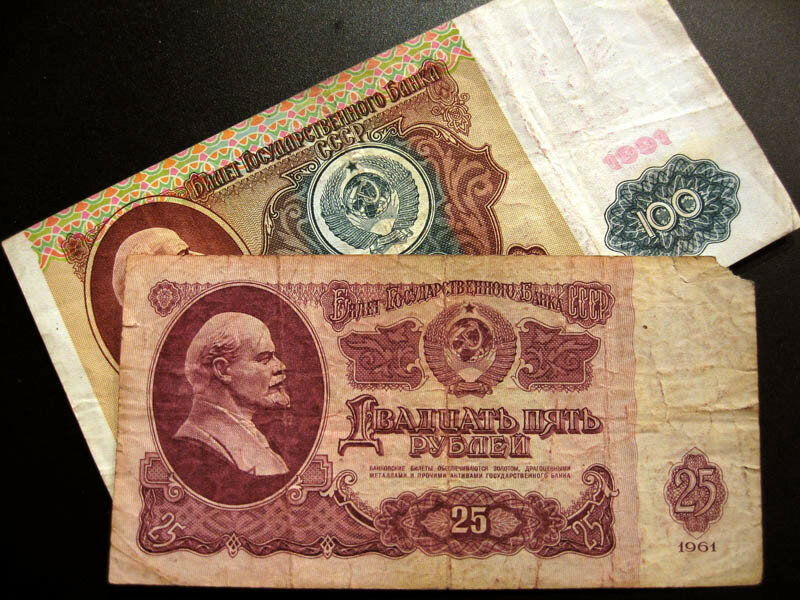 Билет Государственного Банка
СССР
1991
100
Билет Государственного Банка СССР
Двадцать пять
рублей
БАНКОВСКИЕ БИЛЕТЫ ОБЕСПЕЧИВАЮТСЯ ЗОЛОТОМ, ДРАГОЦЕННЫМИ
МЕТАЛЛАМИ И ПРОЧИМИ АКТИВАМИ ГОСУДАРСТВЕННОГО БАНКА
25
25
25
25
1961